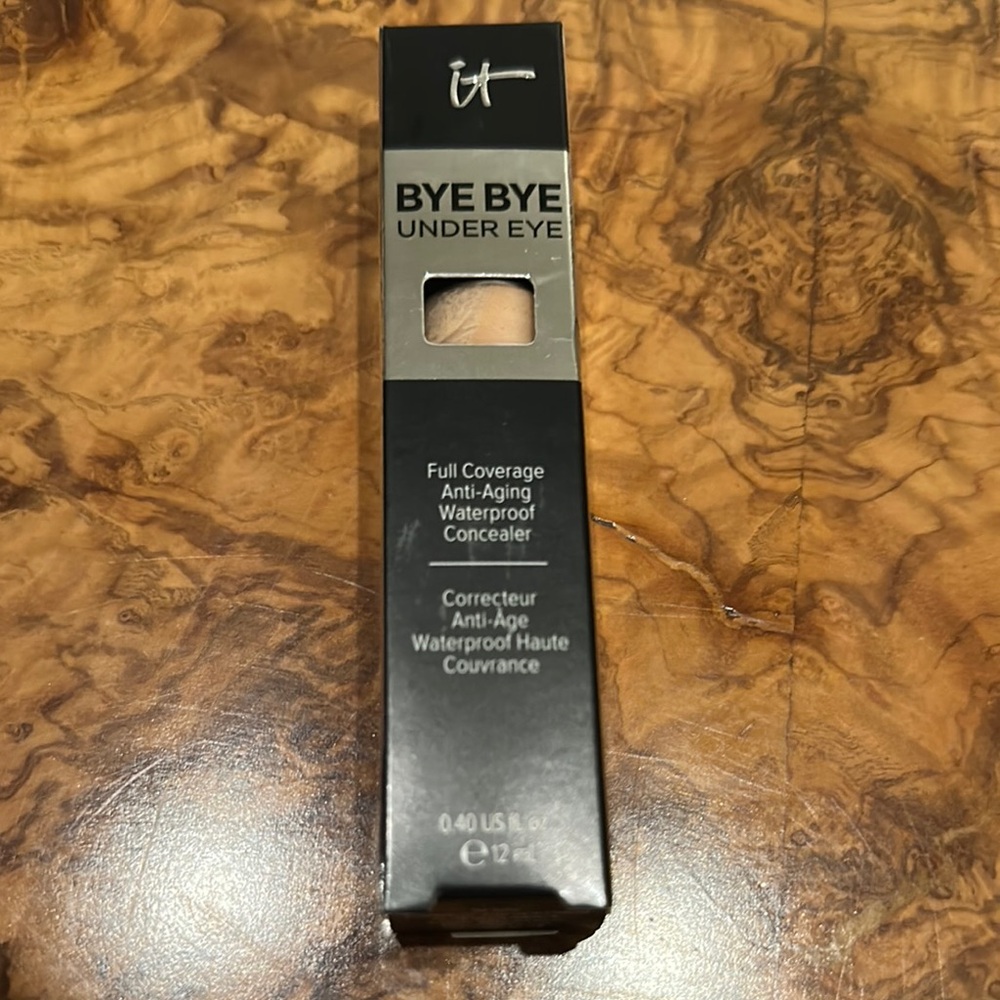 it
BYE BYE
UNDER EYE
Full Coverage
Anti-Aging
Waterproof
Concealer
Correcteur
Anti-Âge
Waterproof Haute
Couvrance
0.40 US fl. oz.
℮ 12 mL